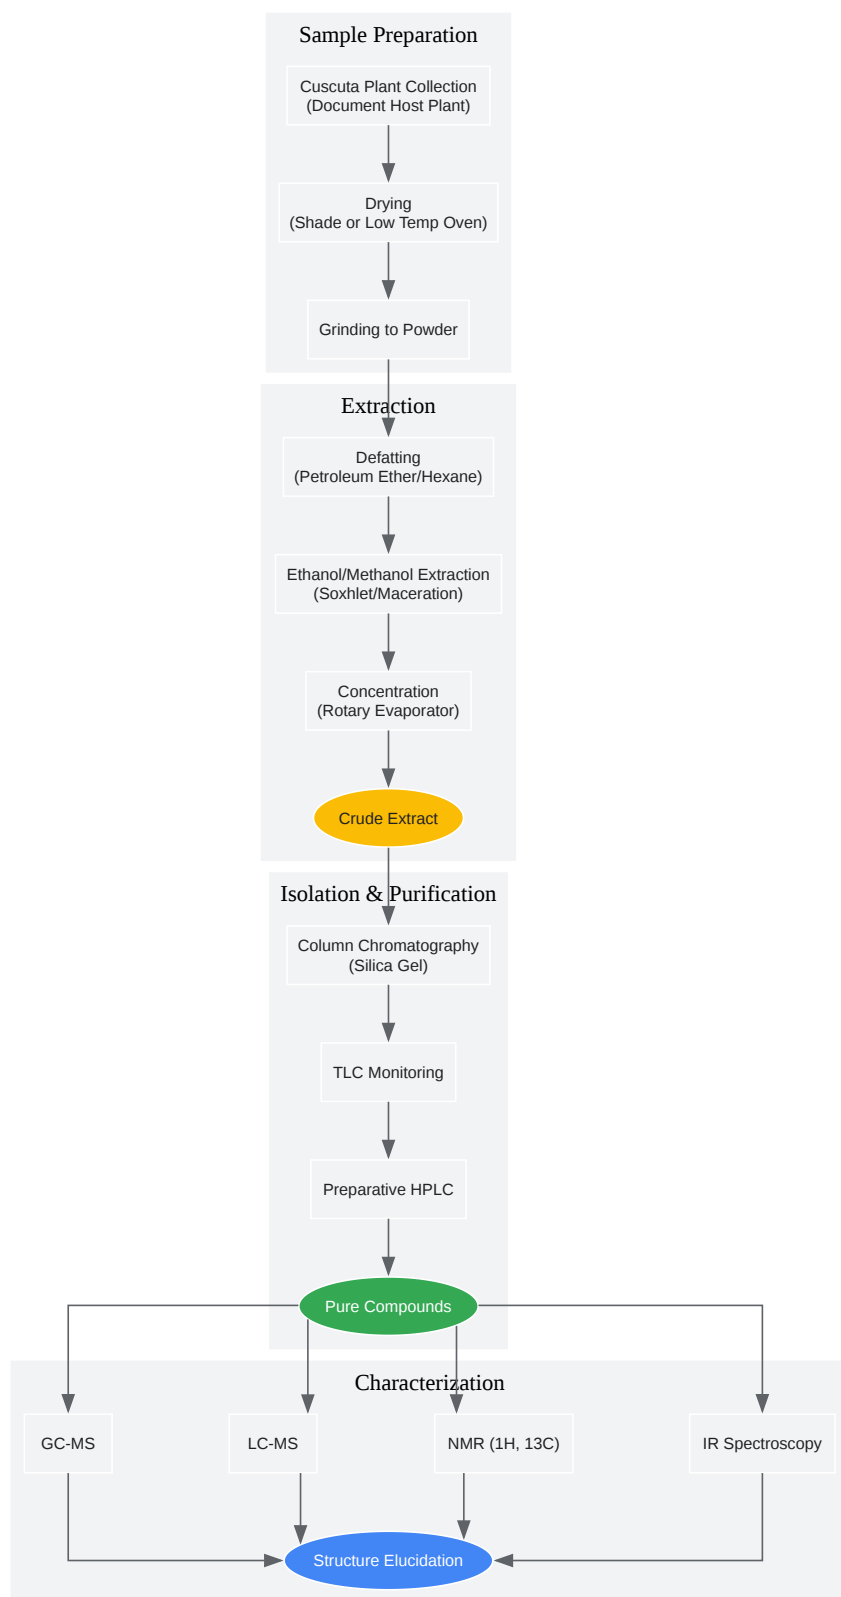 Sample Preparation
Cuscuta Plant Collection
(Document Host Plant)
Drying
(Shade or Low Temp Oven)
Grinding to Powder
Extraction
Defatting
(Petroleum Ether/Hexane)
Ethanol/Methanol Extraction
(Soxhlet/Maceration)
Concentration
(Rotary Evaporator)
Crude Extract
Isolation & Purification
Column Chromatography
(Silica Gel)
TLC Monitoring
Preparative HPLC
Pure Compounds
Characterization
GC-MS
LC-MS
NMR (1H, 13C)
IR Spectroscopy
Structure Elucidation